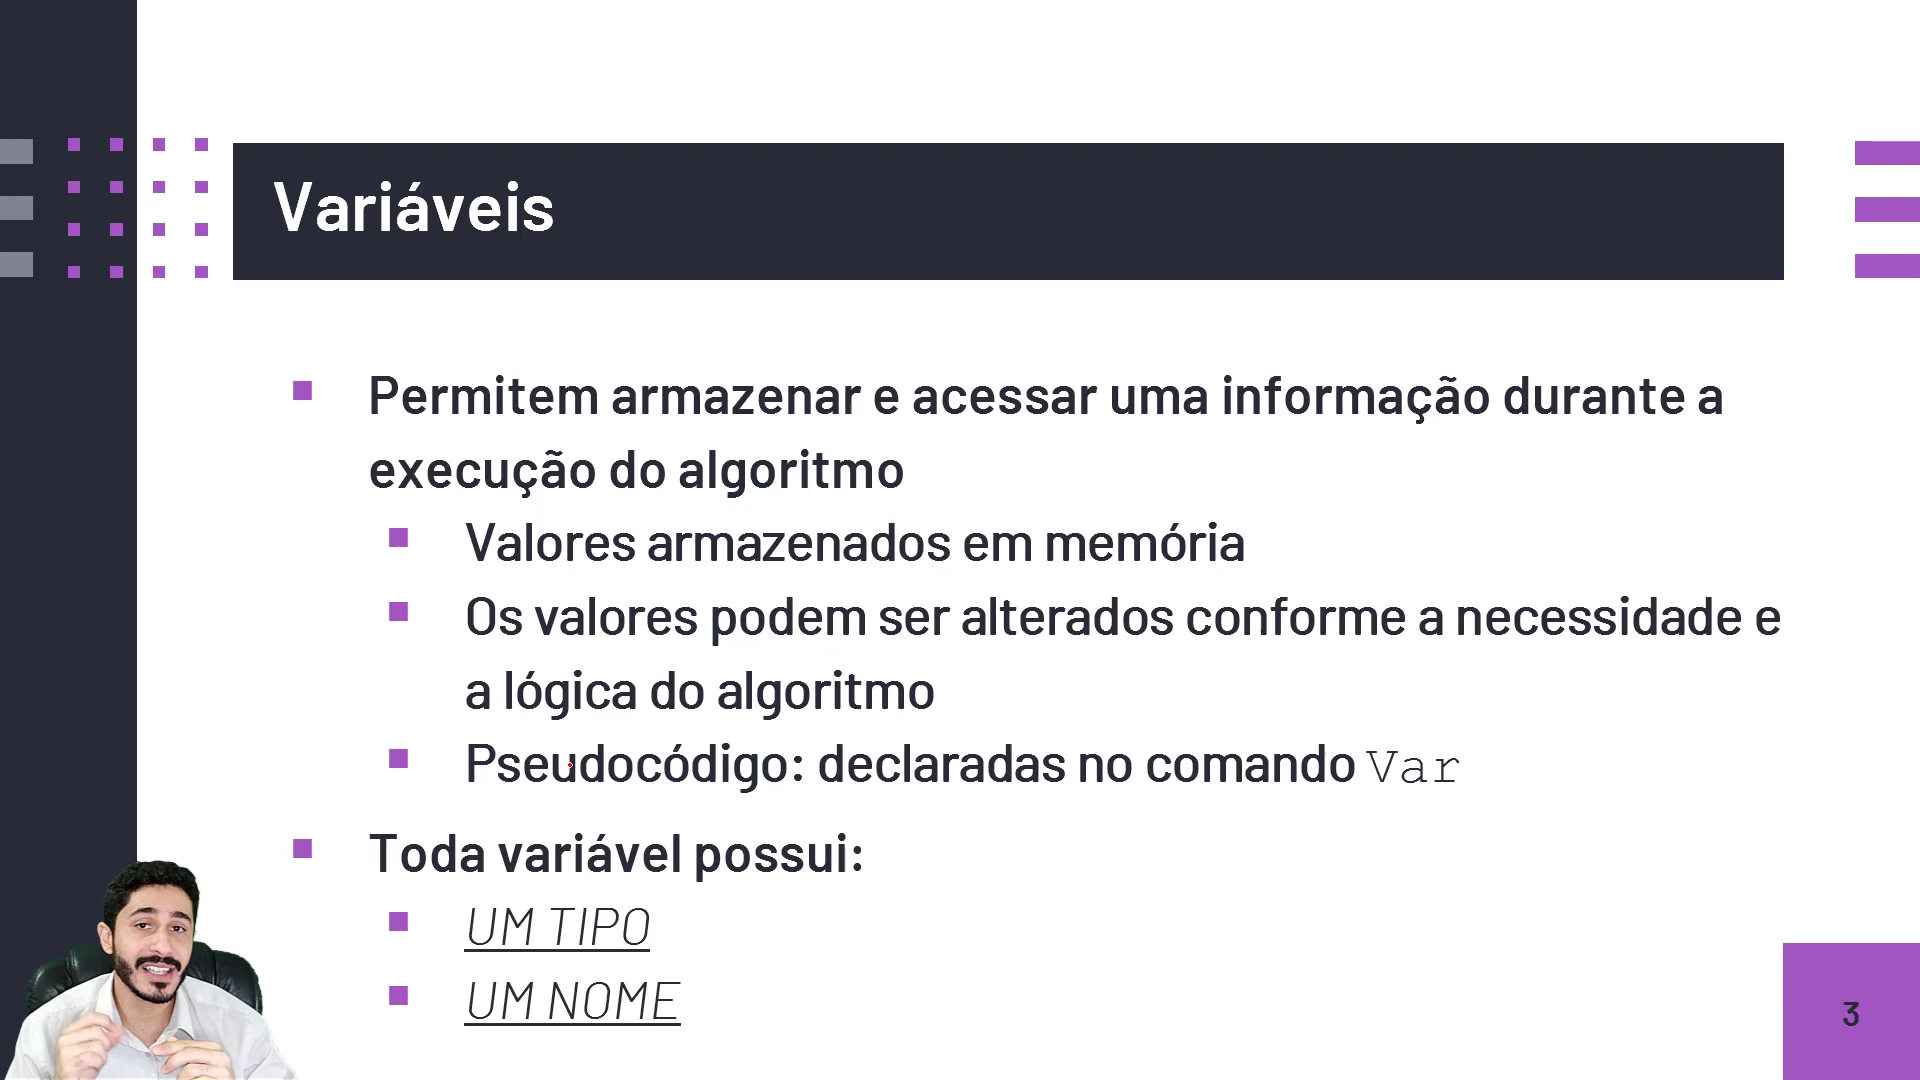 Variáveis
Permitem armazenar e acessar uma informação durante a
execução do algoritmo
Valores armazenados em memória
Os valores podem ser alterados conforme a necessidade e
a lógica do algoritmo
Pseudocódigo: declaradas no comando Var
Toda variável possui:
UM TIPO
UM NOME
3